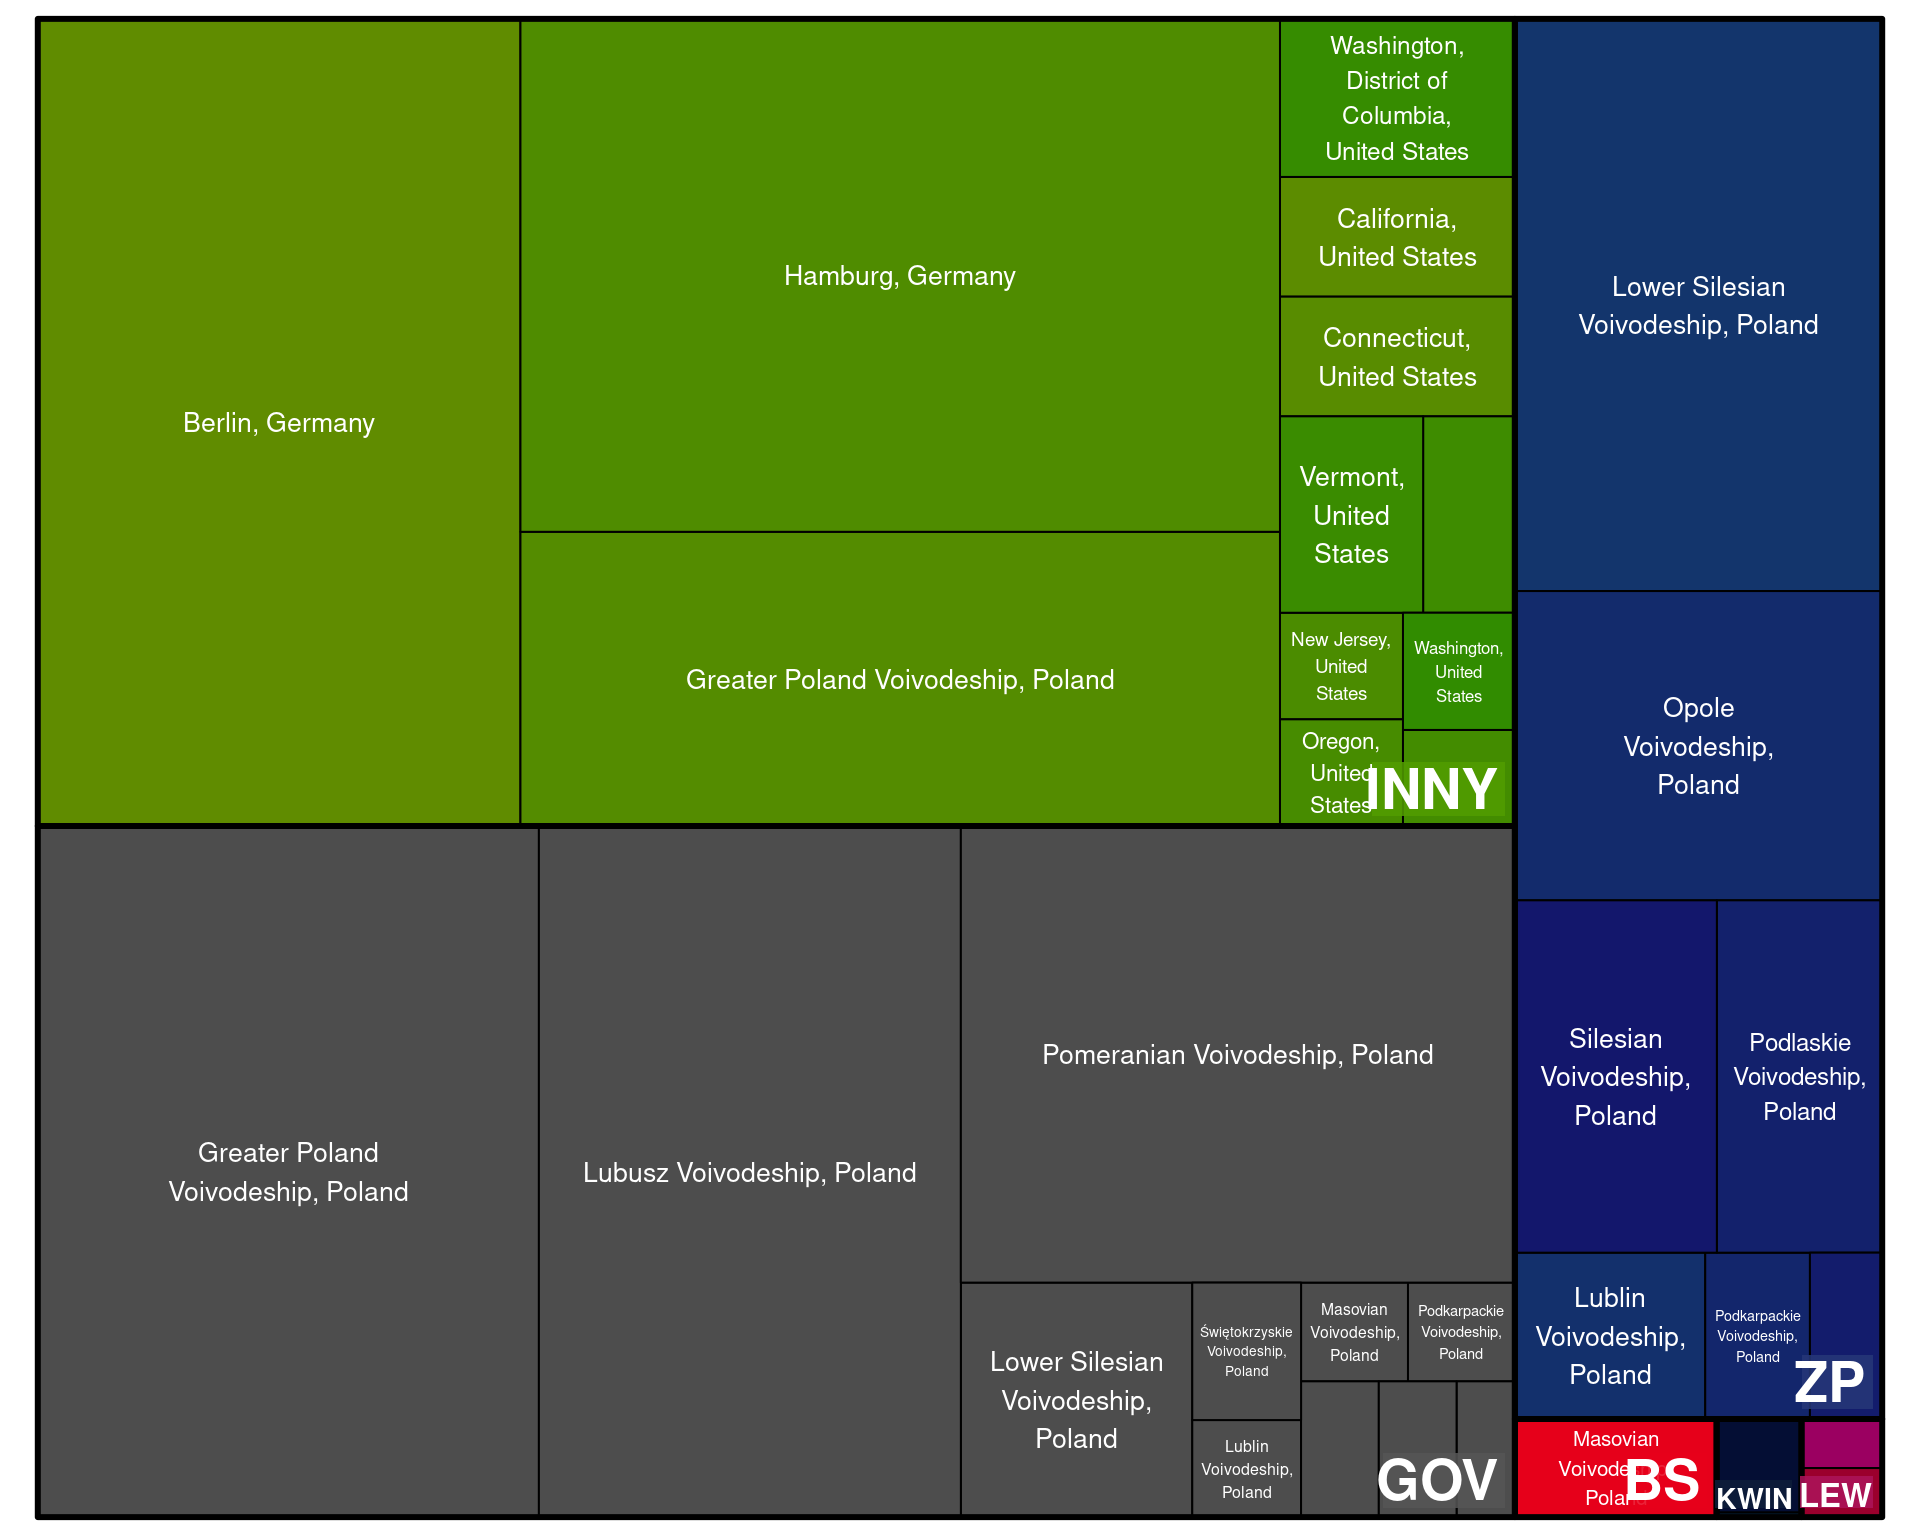 Berlin, Germany
Hamburg, Germany
Greater Poland Voivodeship, Poland
Washington,
District of
Columbia,
United States
California,
United States
Connecticut,
United States
Vermont,
United
States
New Jersey,
United
States
Washington,
United
States
Oregon,
United
States
INNY
Greater Poland
Voivodeship, Poland
Lubusz Voivodeship, Poland
Pomeranian Voivodeship, Poland
Lower Silesian
Voivodeship,
Poland
Świętokrzyskie
Voivodeship,
Poland
Lublin
Voivodeship,
Poland
Masovian
Voivodeship,
Poland
Podkarpackie
Voivodeship,
Poland
GOV
Lower Silesian
Voivodeship, Poland
Opole
Voivodeship,
Poland
Silesian
Voivodeship,
Poland
Podlaskie
Voivodeship,
Poland
Lublin
Voivodeship,
Poland
Podkarpackie
Voivodeship,
Poland
ZP
Masovian
Voivodeship,
Poland
BS
KWIN
LEW